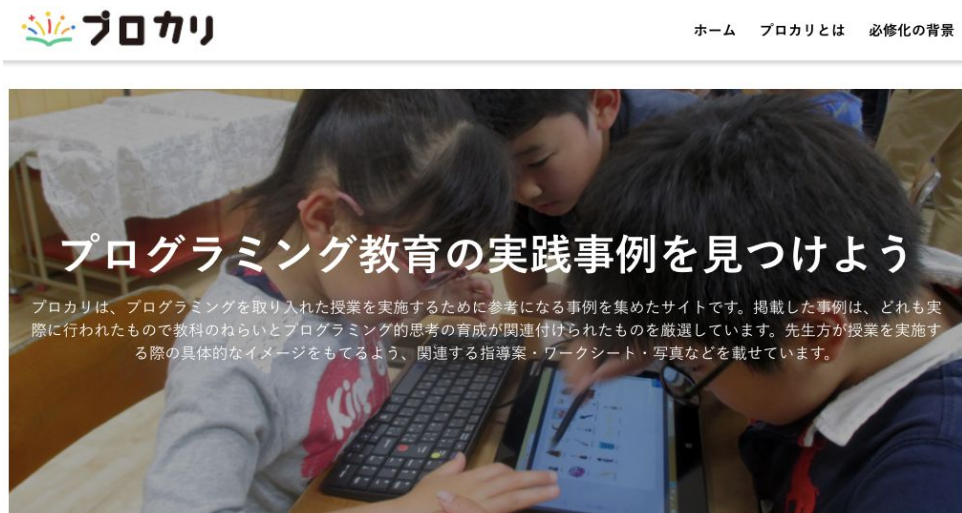 プロカリ
ホーム プロカリとは 必修化の背景
プログラミング教育の実践事例を見つけよう
プロカリは、プログラミングを取り入れた授業を実施するために参考になる事例を集めたサイトです。掲載した事例は、どれも実
際に行われたもので教科のねらいとプログラミング的思考の育成が関連付けられたものを厳選しています。先生方が授業を実施す
る際の具体的なイメージをもてるよう、関連する指導案・ワークシート・写真などを載せています。